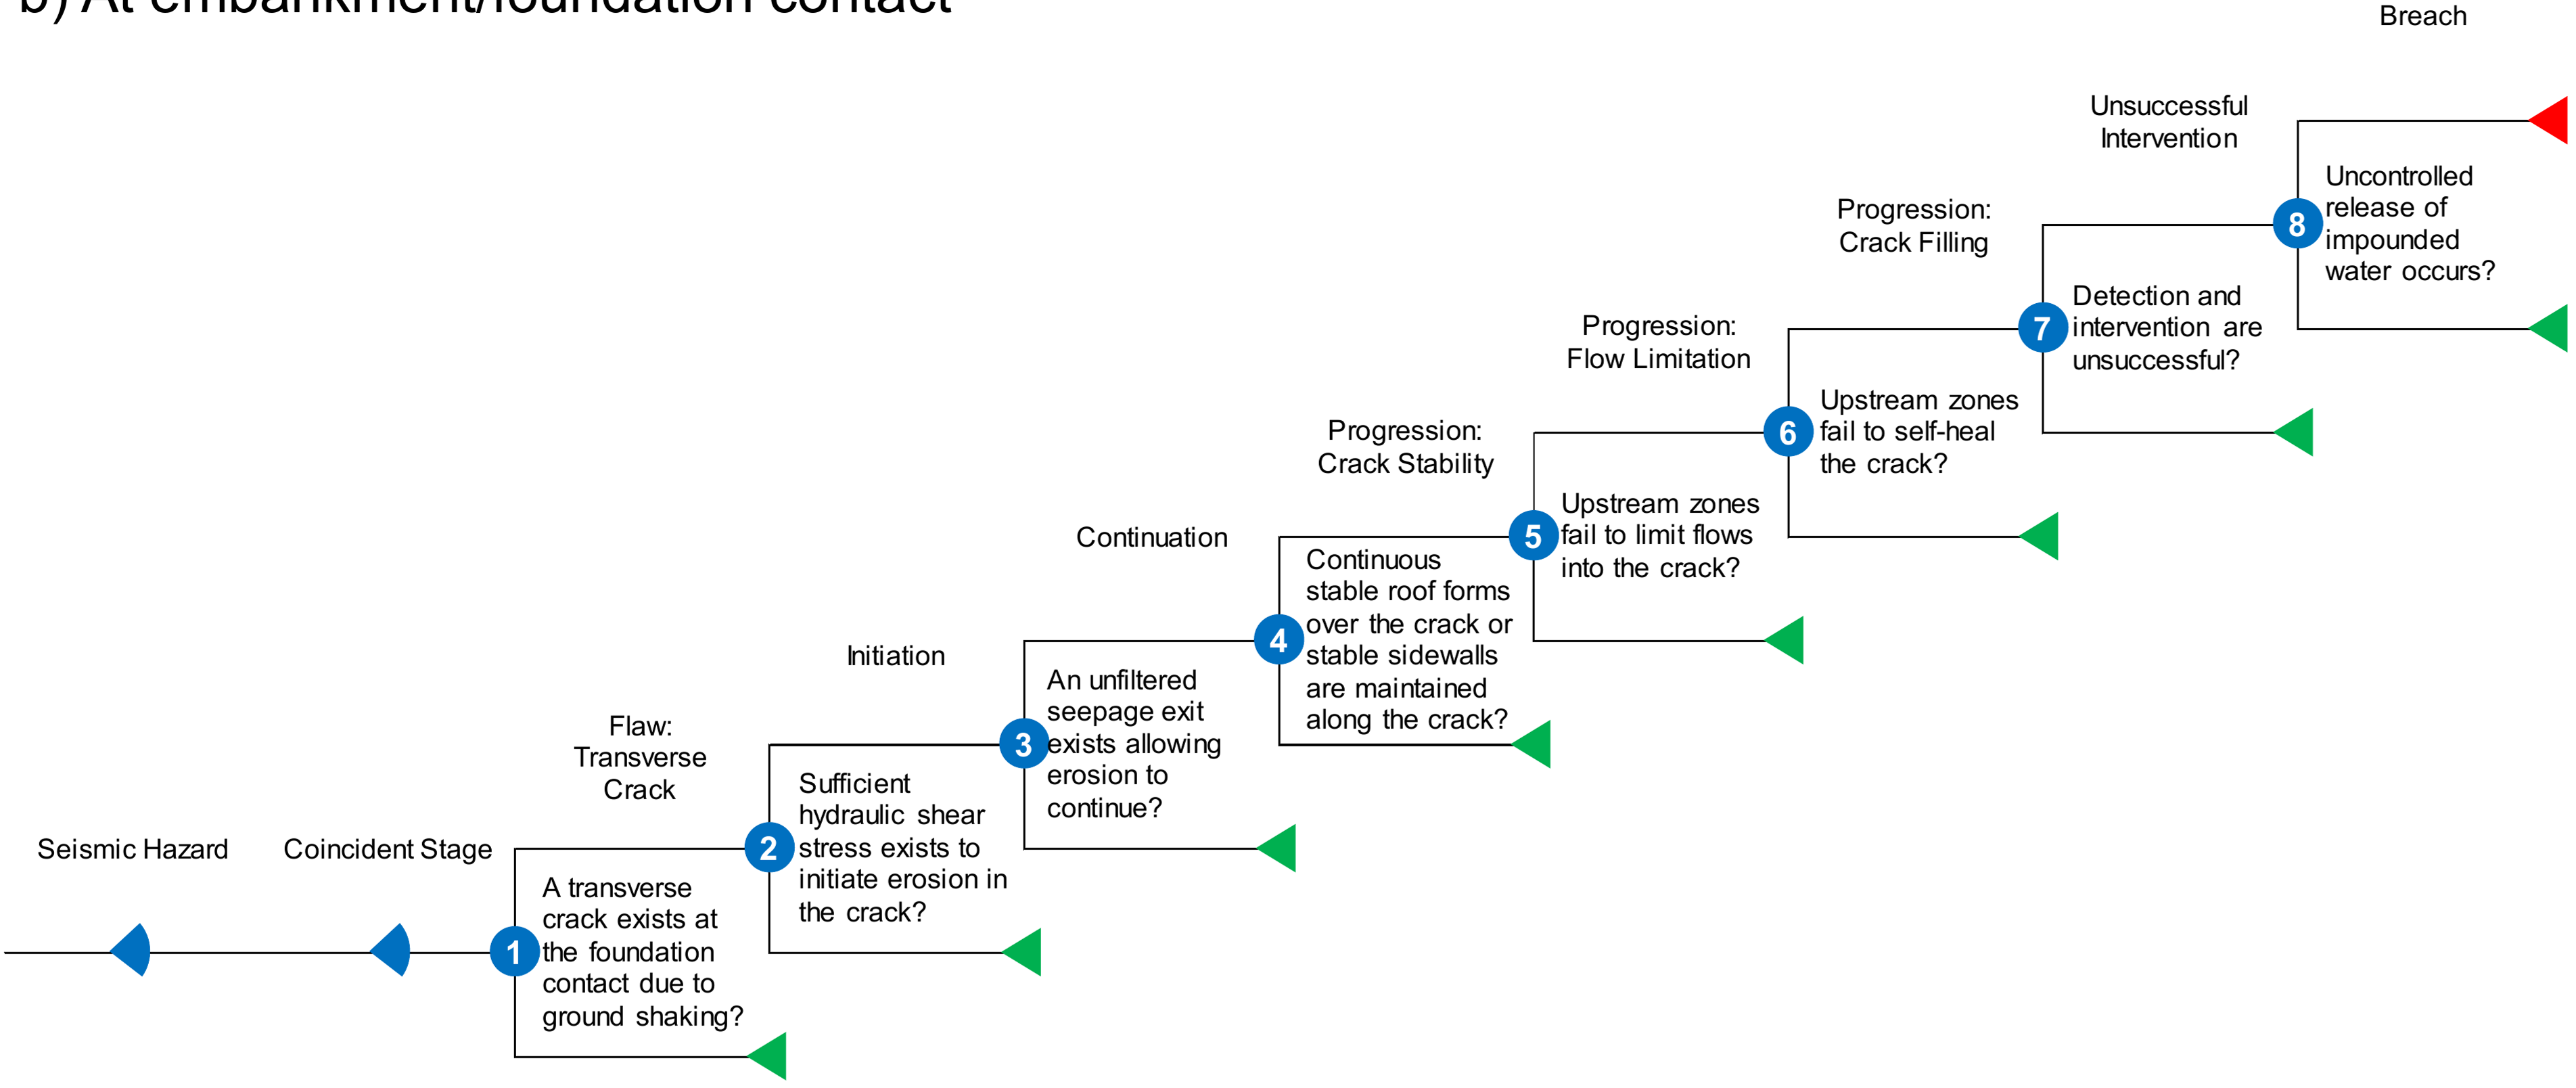 b) At embankment/foundation contact
Breach
Unsuccessful
Intervention
Uncontrolled
release of
impounded
water occurs?
8
Progression:
Crack Filling
Detection and
intervention are
unsuccessful?
7
Progression:
Flow Limitation
Upstream zones
fail to self-heal
the crack?
6
Progression:
Crack Stability
Upstream zones
fail to limit flows
into the crack?
5
Continuation
Continuous
stable roof forms
over the crack or
stable sidewalls
are maintained
along the crack?
4
Initiation
An unfiltered
seepage exit
exists allowing
erosion to
continue?
3
Flaw:
Transverse
Crack
Sufficient
hydraulic shear
stress exists to
initiate erosion in
the crack?
2
Seismic Hazard
Coincident Stage
A transverse
crack exists at
the foundation
contact due to
ground shaking?
1